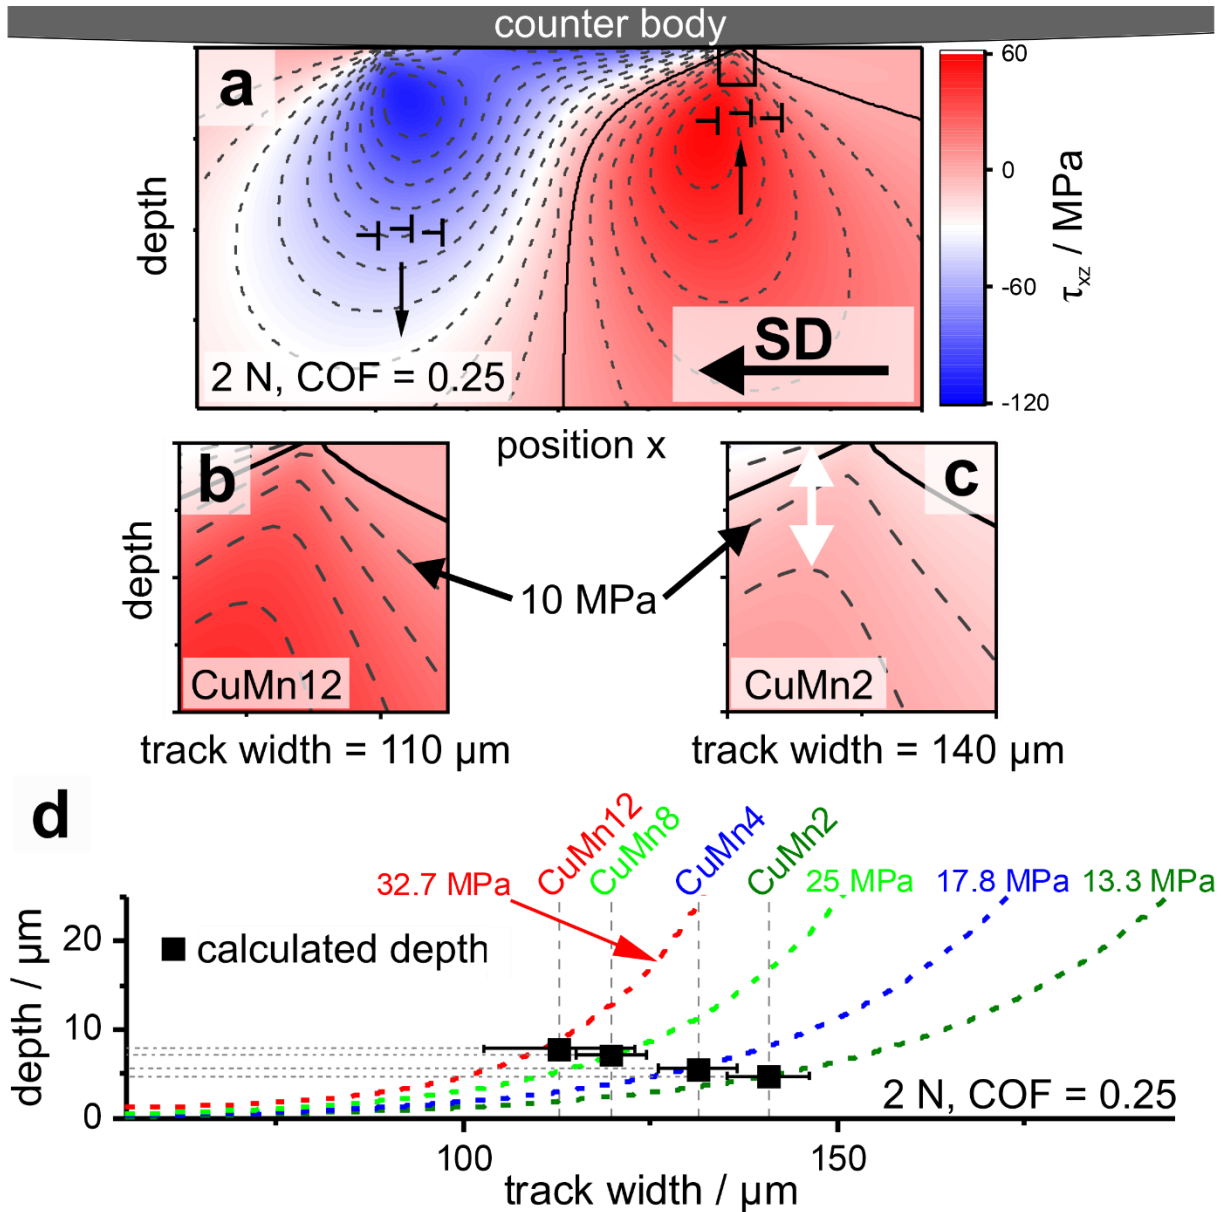 counter body
a
60
0
-60
-120
τxz / MPa
depth
SD
2 N, COF = 0.25
position x
b
c
depth
10 MPa
CuMn12
CuMn2
track width = 110 µm
track width = 140 µm
d
32.7 MPa
CuMn12
CuMn8
CuMn4
CuMn2
25 MPa
17.8 MPa
13.3 MPa
calculated depth
depth / µm
20
10
0
2 N, COF = 0.25
100
150
track width / µm